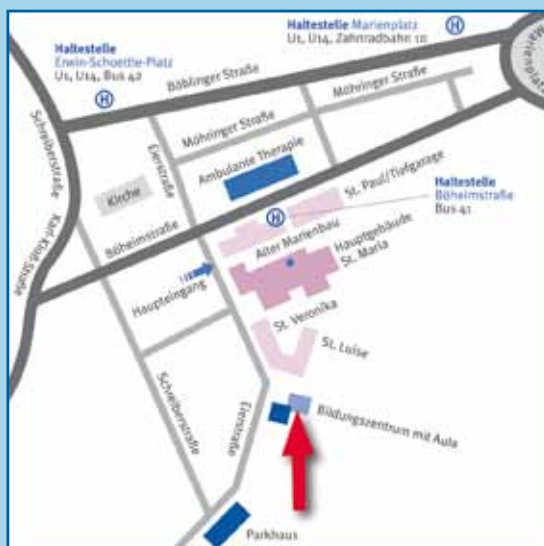 Haltestelle
Erwin-Schoettle-Platz
U1, U14, Bus 42
Haltestelle Marienplatz
U1, U14, Zahnradbahn 10
Marienplatz
Böblinger Straße
Möhringer Straße
Möhringer Straße
Schreiberstraße
Karl-Kloß-Straße
Eierstraße
Kirche
Ambulante Therapie
St. Paul/Tiefgarage
Haltestelle
Böheimstraße
Bus 41
Böheimstraße
Alter Marienbau
Hauptgebäude
St. Maria
Haupteingang
St. Veronika
St. Luise
Schreiberstraße
Eierstraße
Bildungszentrum mit Aula
Parkhaus
H
H
H